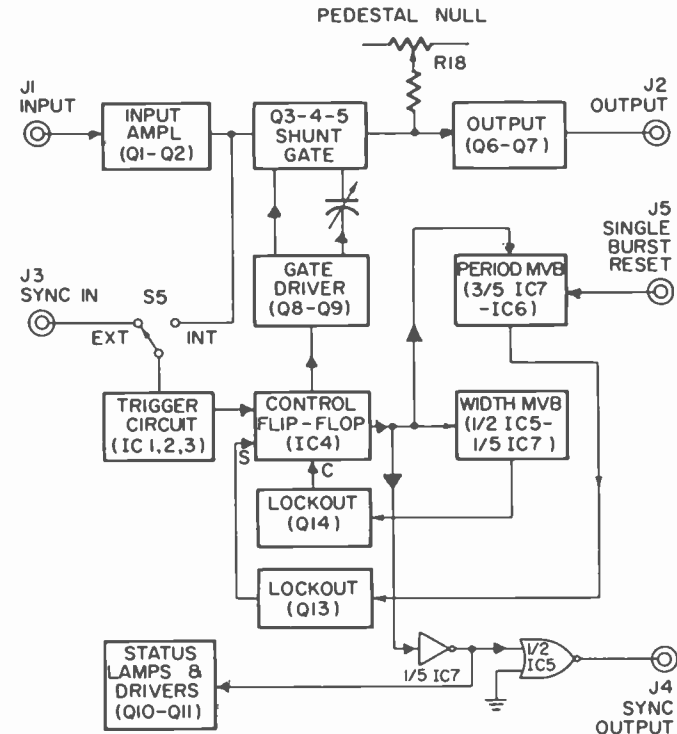 PEDESTAL NULL
R18
J1
INPUT
INPUT
AMPL
(Q1-Q2)
Q3-4-5
SHUNT
GATE
OUTPUT
(Q6-Q7)
J2
OUTPUT
J5
SINGLE
BURST
RESET
J3
SYNC IN
S5
EXT
INT
GATE
DRIVER
(Q8-Q9)
PERIOD MVB
(3/5 IC7
-IC6)
TRIGGER
CIRCUIT
(IC 1,2,3)
CONTROL
FLIP-FLOP
(IC4)
S
C
WIDTH MVB
(1/2 IC5-
1/5 IC7)
LOCKOUT
(Q14)
LOCKOUT
(Q13)
STATUS
LAMPS &
DRIVERS
(Q10-Q11)
1/5 IC7
1/2
IC5
J4
SYNC
OUTPUT